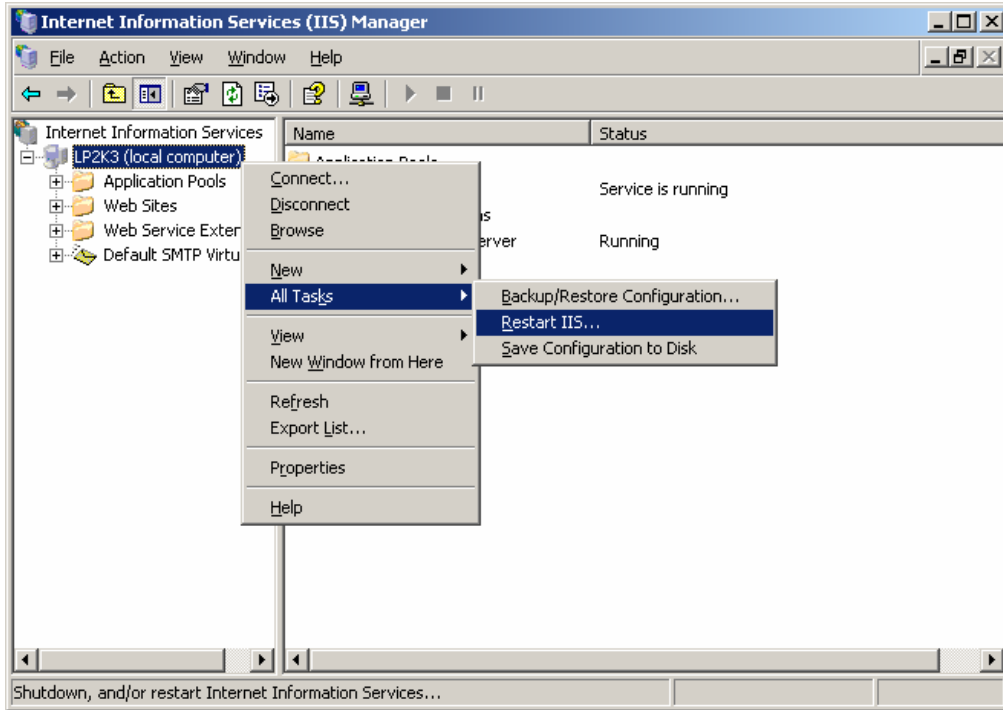 Internet Information Services (IIS) Manager
File Action View Window Help
Internet Information Services
LP2K3 (local computer)
Application Pools
Web Sites
Web Service Exter
Default SMTP Virtu
Name Status
Service is running
Running
Connect...
Disconnect
Browse
New
All Tasks
View
New Window from Here
Refresh
Export List...
Properties
Help
Backup/Restore Configuration...
Restart IIS...
Save Configuration to Disk
Shutdown, and/or restart Internet Information Services...